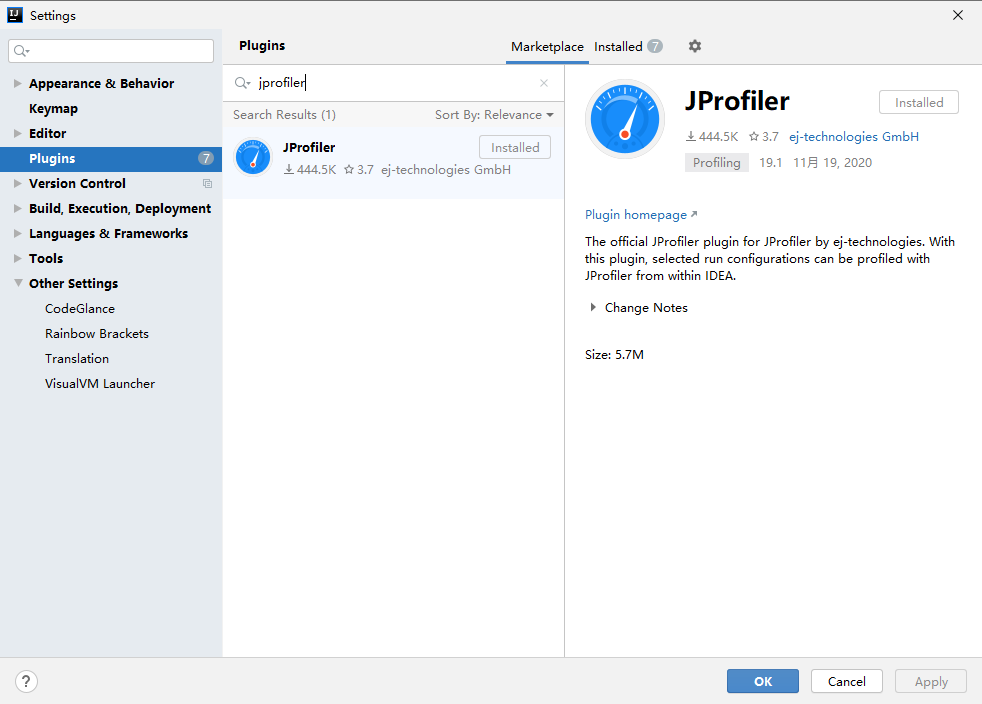 Settings
Plugins
Marketplace Installed 7
Appearance & Behavior
Keymap
Editor
Plugins 7
Version Control
Build, Execution, Deployment
Languages & Frameworks
Tools
Other Settings
CodeGlance
Rainbow Brackets
Translation
VisualVM Launcher
jprofiler
Search Results (1) Sort By: Relevance
JProfiler Installed
444.5K 3.7 ej-technologies GmbH
JProfiler Installed
444.5K 3.7 ej-technologies GmbH
Profiling 19.1 11月 19, 2020
Plugin homepage
The official JProfiler plugin for JProfiler by ej-technologies. With
this plugin, selected run configurations can be profiled with
JProfiler from within IDEA.
Change Notes
Size: 5.7M
? OK Cancel Apply